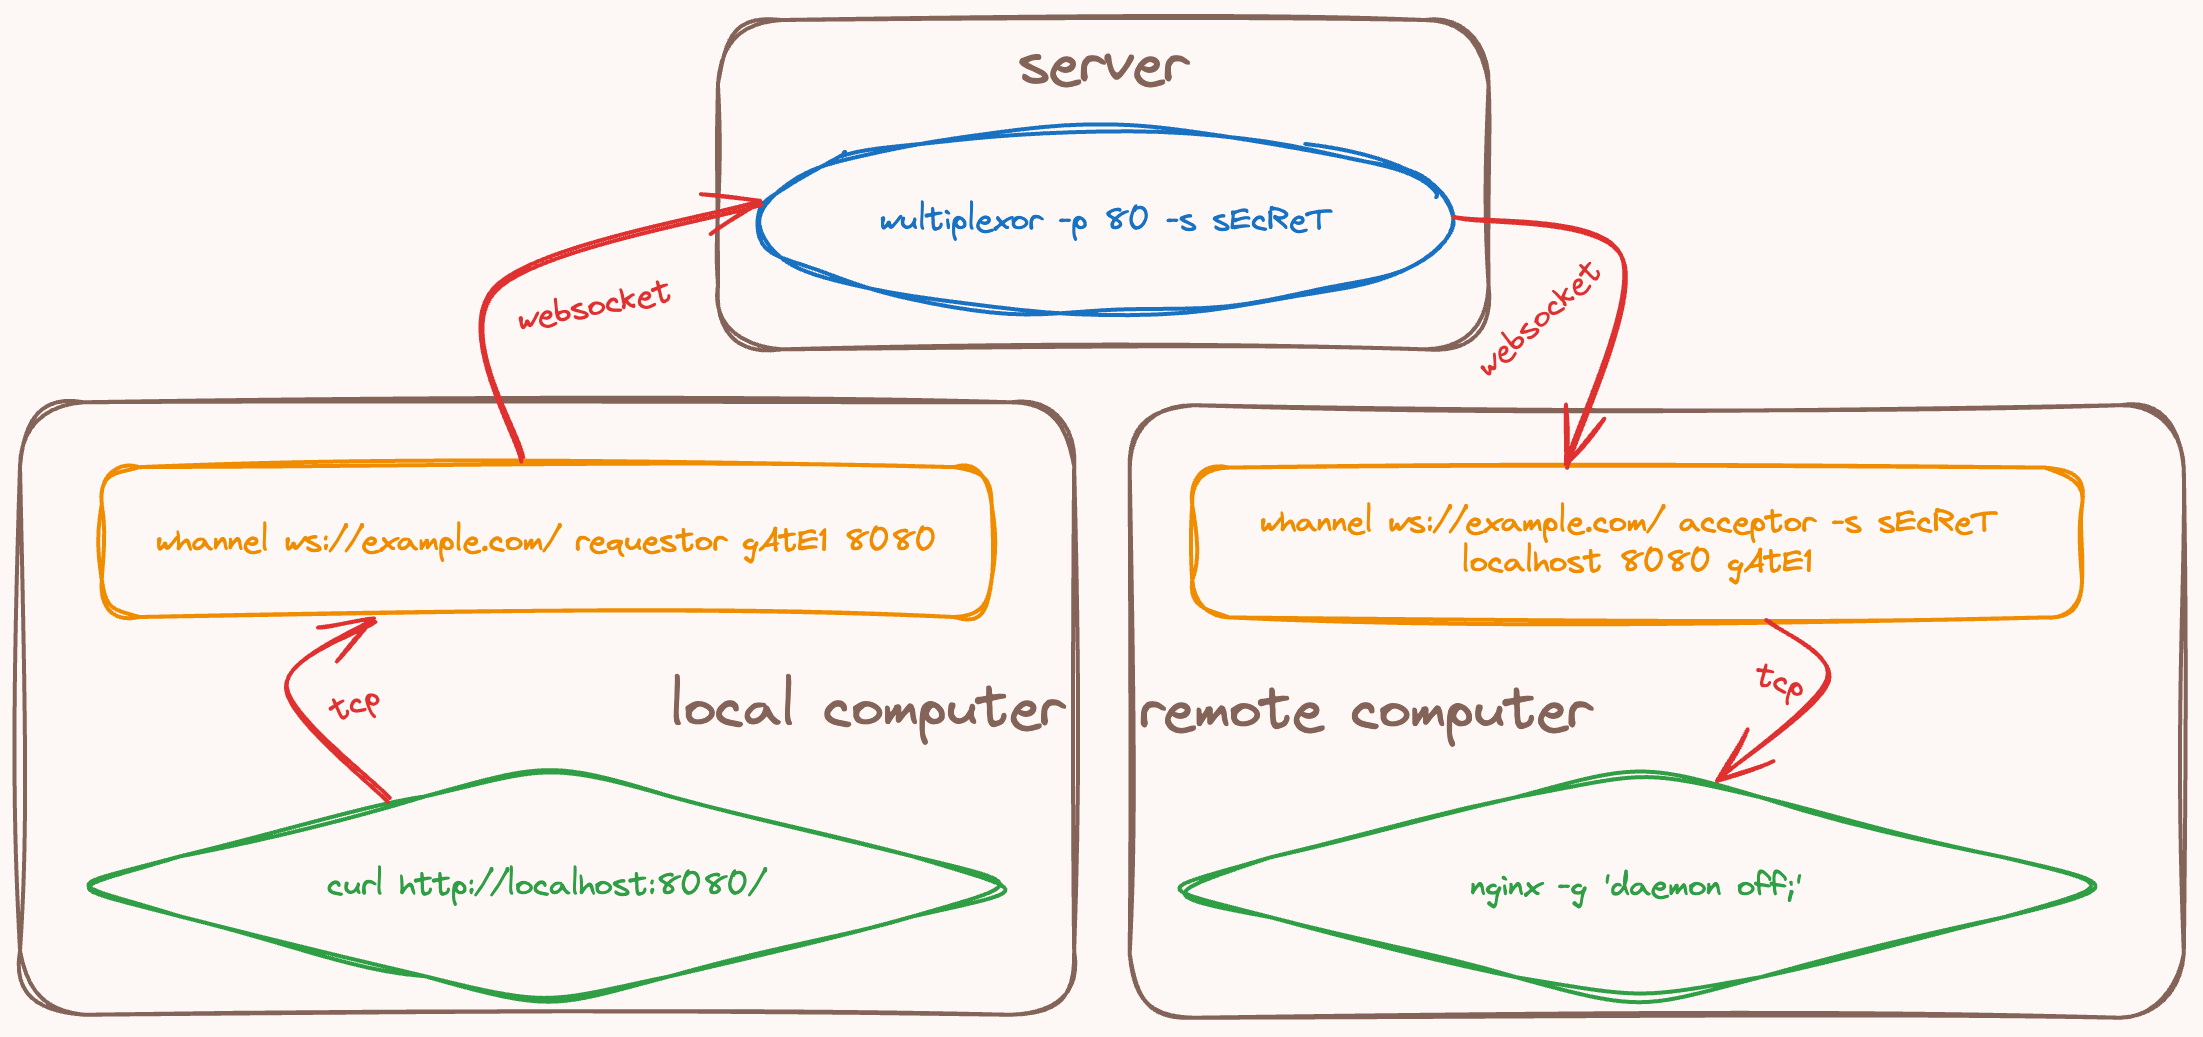 server
wultiplexor -p 80 -s sEcReT
websocket
websocket
whannel ws://example.com/ requestor gAtE1 8080
whannel ws://example.com/ acceptor -s sEcReT
localhost 8080 gAtE1
tcp
tcp
local computer
remote computer
curl http://localhost:8080/
nginx -g 'daemon off;'